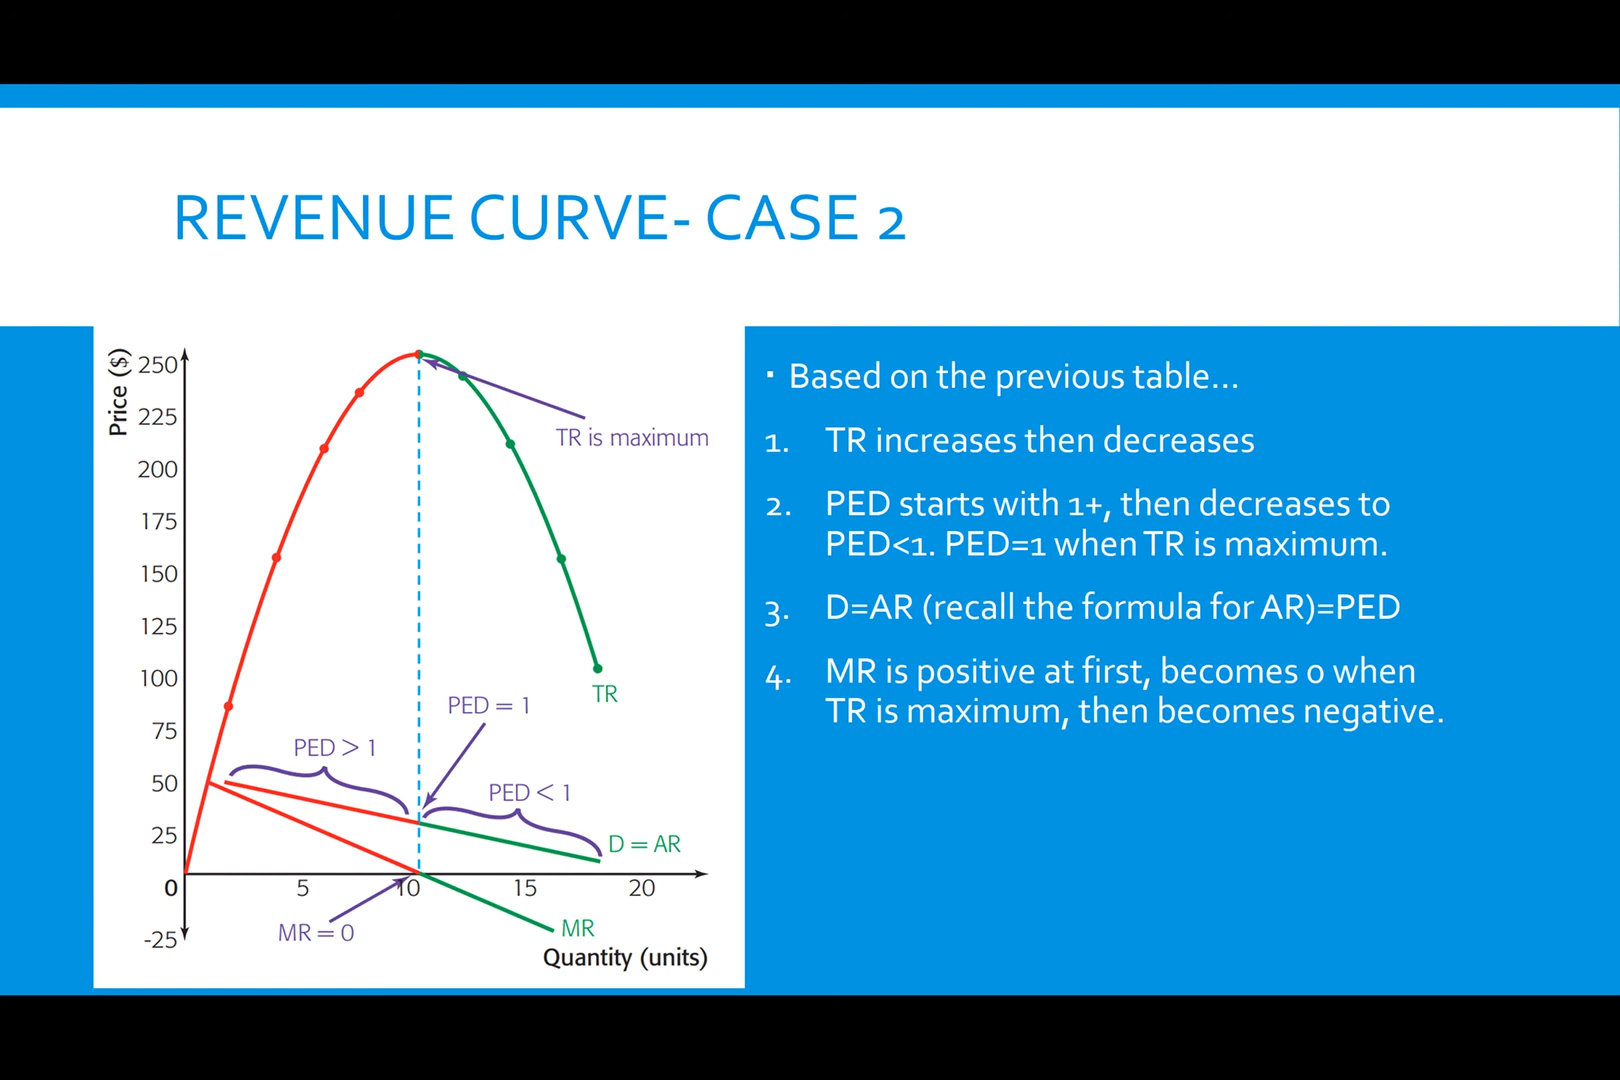 REVENUE CURVE- CASE 2
Price ($)
250
225
200
175
150
125
100
75
50
25
0
-25
5
10
15
20
TR is maximum
TR
PED = 1
PED > 1
PED < 1
D = AR
MR = 0
MR
Quantity (units)
▪ Based on the previous table…
1. TR increases then decreases
2. PED starts with 1+, then decreases to
PED<1. PED=1 when TR is maximum.
3. D=AR (recall the formula for AR)=PED
4. MR is positive at first, becomes 0 when
TR is maximum, then becomes negative.